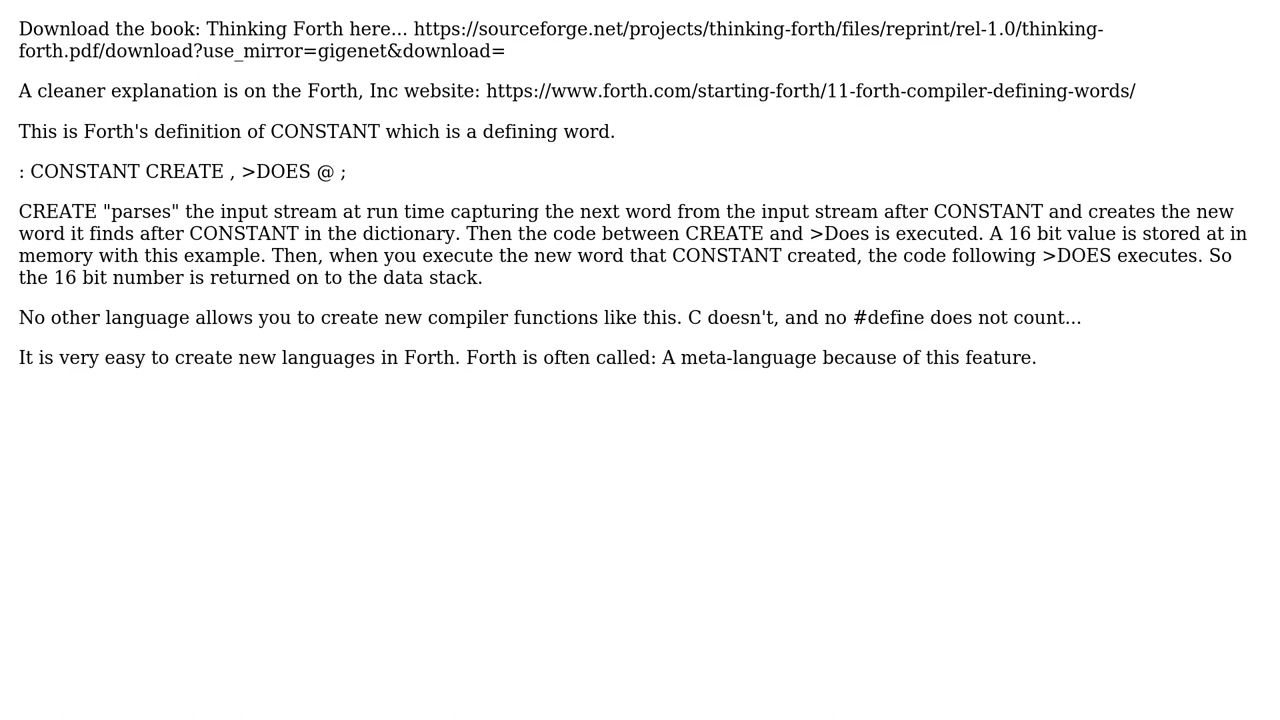 Download the book: Thinking Forth here... https://sourceforge.net/projects/thinking-forth/files/reprint/rel-1.0/thinking-
forth.pdf/download?use_mirror=gigenet&download=
A cleaner explanation is on the Forth, Inc website: https://www.forth.com/starting-forth/11-forth-compiler-defining-words/
This is Forth's definition of CONSTANT which is a defining word.
: CONSTANT CREATE , >DOES @ ;
CREATE "parses" the input stream at run time capturing the next word from the input stream after CONSTANT and creates the new
word it finds after CONSTANT in the dictionary. Then the code between CREATE and >Does is executed. A 16 bit value is stored at in
memory with this example. Then, when you execute the new word that CONSTANT created, the code following >DOES executes. So
the 16 bit number is returned on to the data stack.
No other language allows you to create new compiler functions like this. C doesn't, and no #define does not count...
It is very easy to create new languages in Forth. Forth is often called: A meta-language because of this feature.